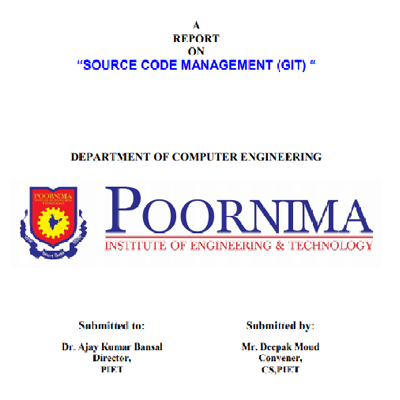 A
REPORT
ON
“SOURCE CODE MANAGEMENT (GIT) “
DEPARTMENT OF COMPUTER ENGINEERING
POORNIMA
POORNIMA
INSTITUTE OF ENGINEERING & TECHNOLOGY
Submitted to:
Submitted by:
Dr. Ajay Kumar Bansal
Mr. Deepak Moud
Director,
Convener,
PIET
CS,PIET